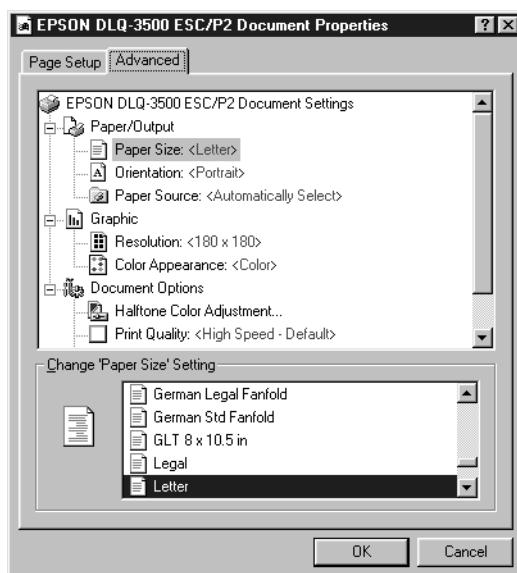 EPSON DLQ-3500 ESC/P2 Document Properties
Page Setup Advanced
EPSON DLQ-3500 ESC/P2 Document Settings
Paper/Output
Paper Size: <Letter>
Orientation: <Portrait>
Paper Source: <Automatically Select>
Graphic
Resolution: <180 x 180>
Color Appearance: <Color>
Document Options
Halftone Color Adjustment...
Print Quality: <High Speed - Default>
Change 'Paper Size' Setting
German Legal Fanfold
German Std Fanfold
GLT 8 x 10.5 in
Legal
Letter
OK Cancel